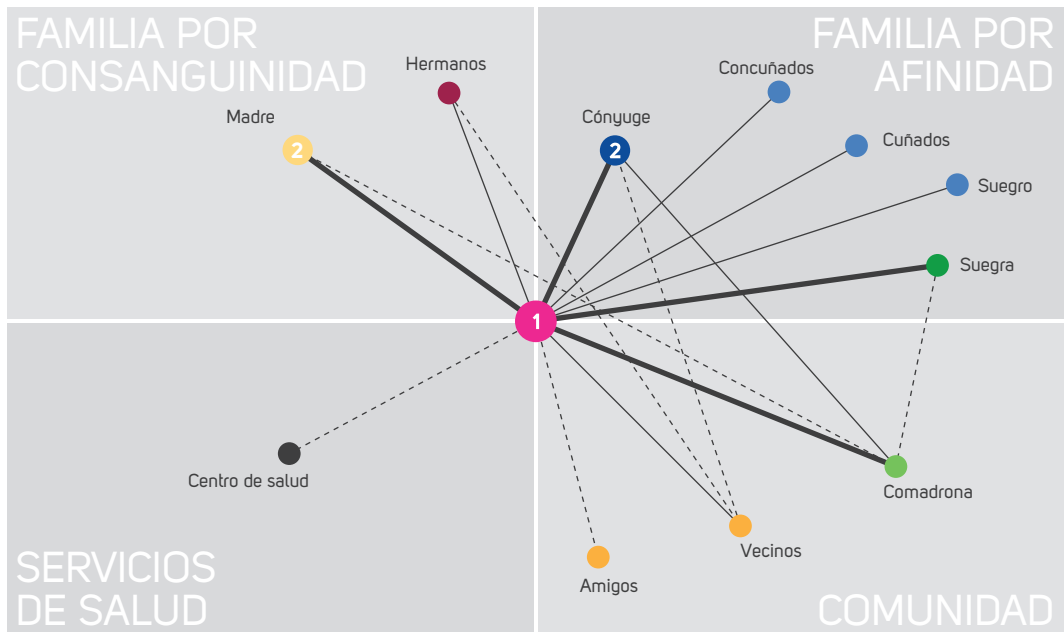 FAMILIA POR
CONSANGUINIDAD
FAMILIA POR
AFINIDAD
Hermanos
Concuñados
Madre
Cónyuge
Cuñados
2
2
Suegro
Suegra
1
Centro de salud
Comadrona
Vecinos
Amigos
SERVICIOS
DE SALUD
COMUNIDAD